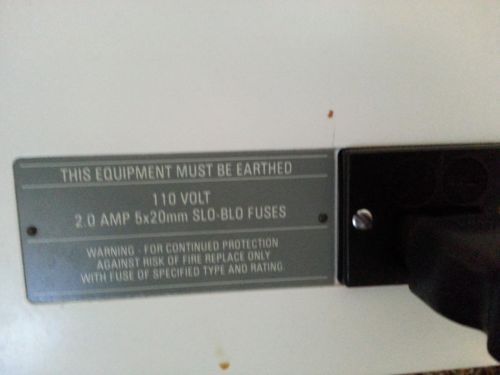 THIS EQUIPMENT MUST BE EARTHED
110 VOLT
2.0 AMP 5x20mm SLO-BLO FUSES
WARNING - FOR CONTINUED PROTECTION
AGAINST RISK OF FIRE REPLACE ONLY
WITH FUSE OF SPECIFIED TYPE AND RATING